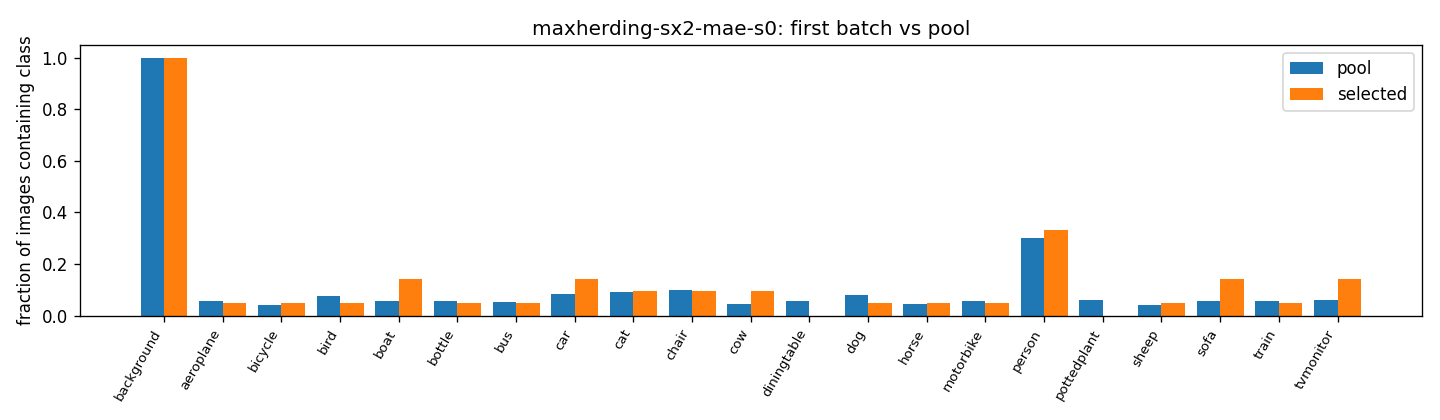 maxherding-sx2-mae-s0: first batch vs pool
fraction of images containing class
1.0
0.8
0.6
0.4
0.2
0.0
pool
selected
background
aeroplane
bicycle
bird
boat
bottle
bus
car
cat
chair
cow
diningtable
dog
horse
motorbike
person
pottedplant
sheep
sofa
train
tvmonitor